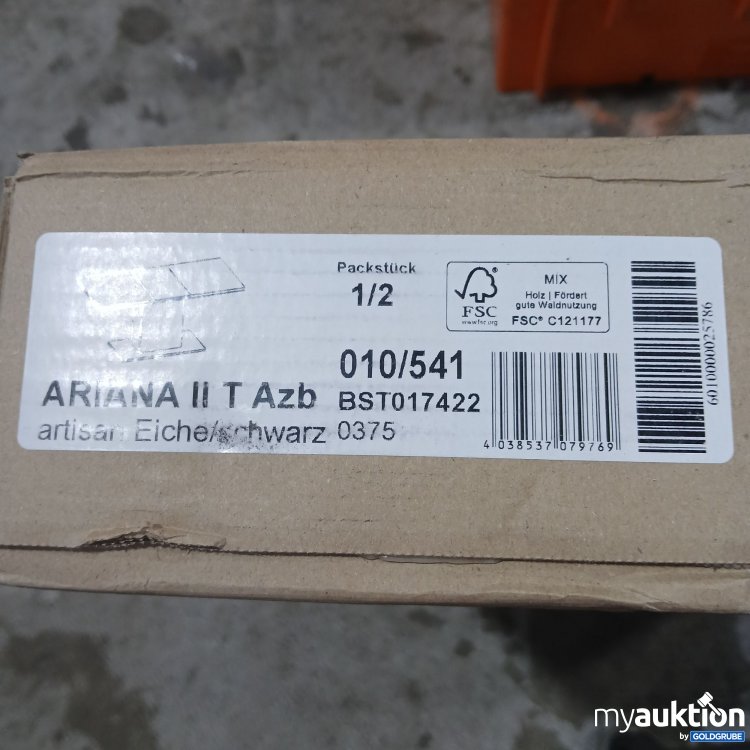 Packstück
1/2
FSC
www.fsc.org
MIX
Holz | Fördert
gute Waldnutzung
FSC® C121177
010/541
ARIANA II T Azb BST017422
artisan Eiche/schwarz 0375
4 038537 079769
6010000025786
myauktion
by GOLDGRUBE